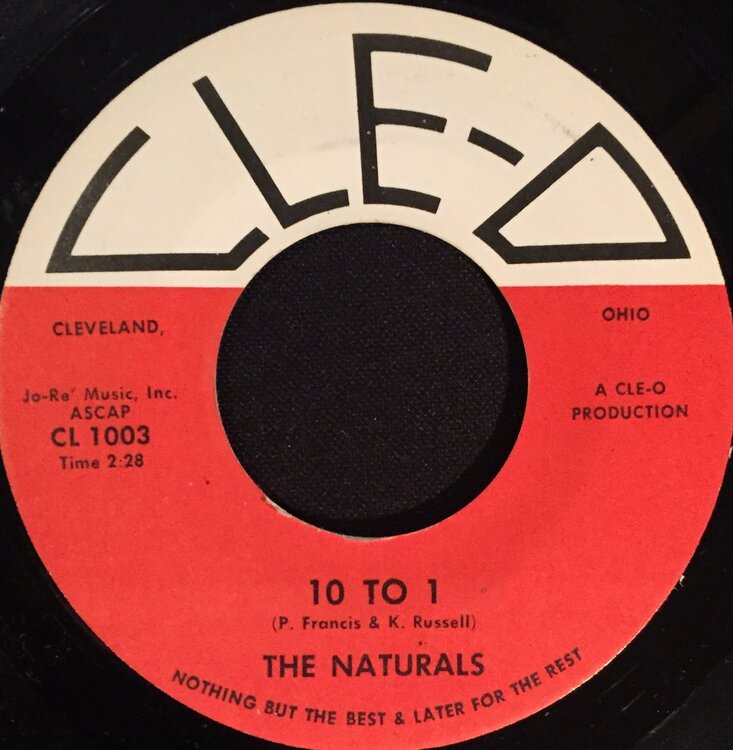 CLE-O
CLEVELAND,
OHIO
Jo-Re' Music, Inc.
ASCAP
CL 1003
Time 2:28
A CLE-O
PRODUCTION
10 TO 1
(P. Francis & K. Russell)
THE NATURALS
NOTHING BUT THE BEST & LATER FOR THE REST